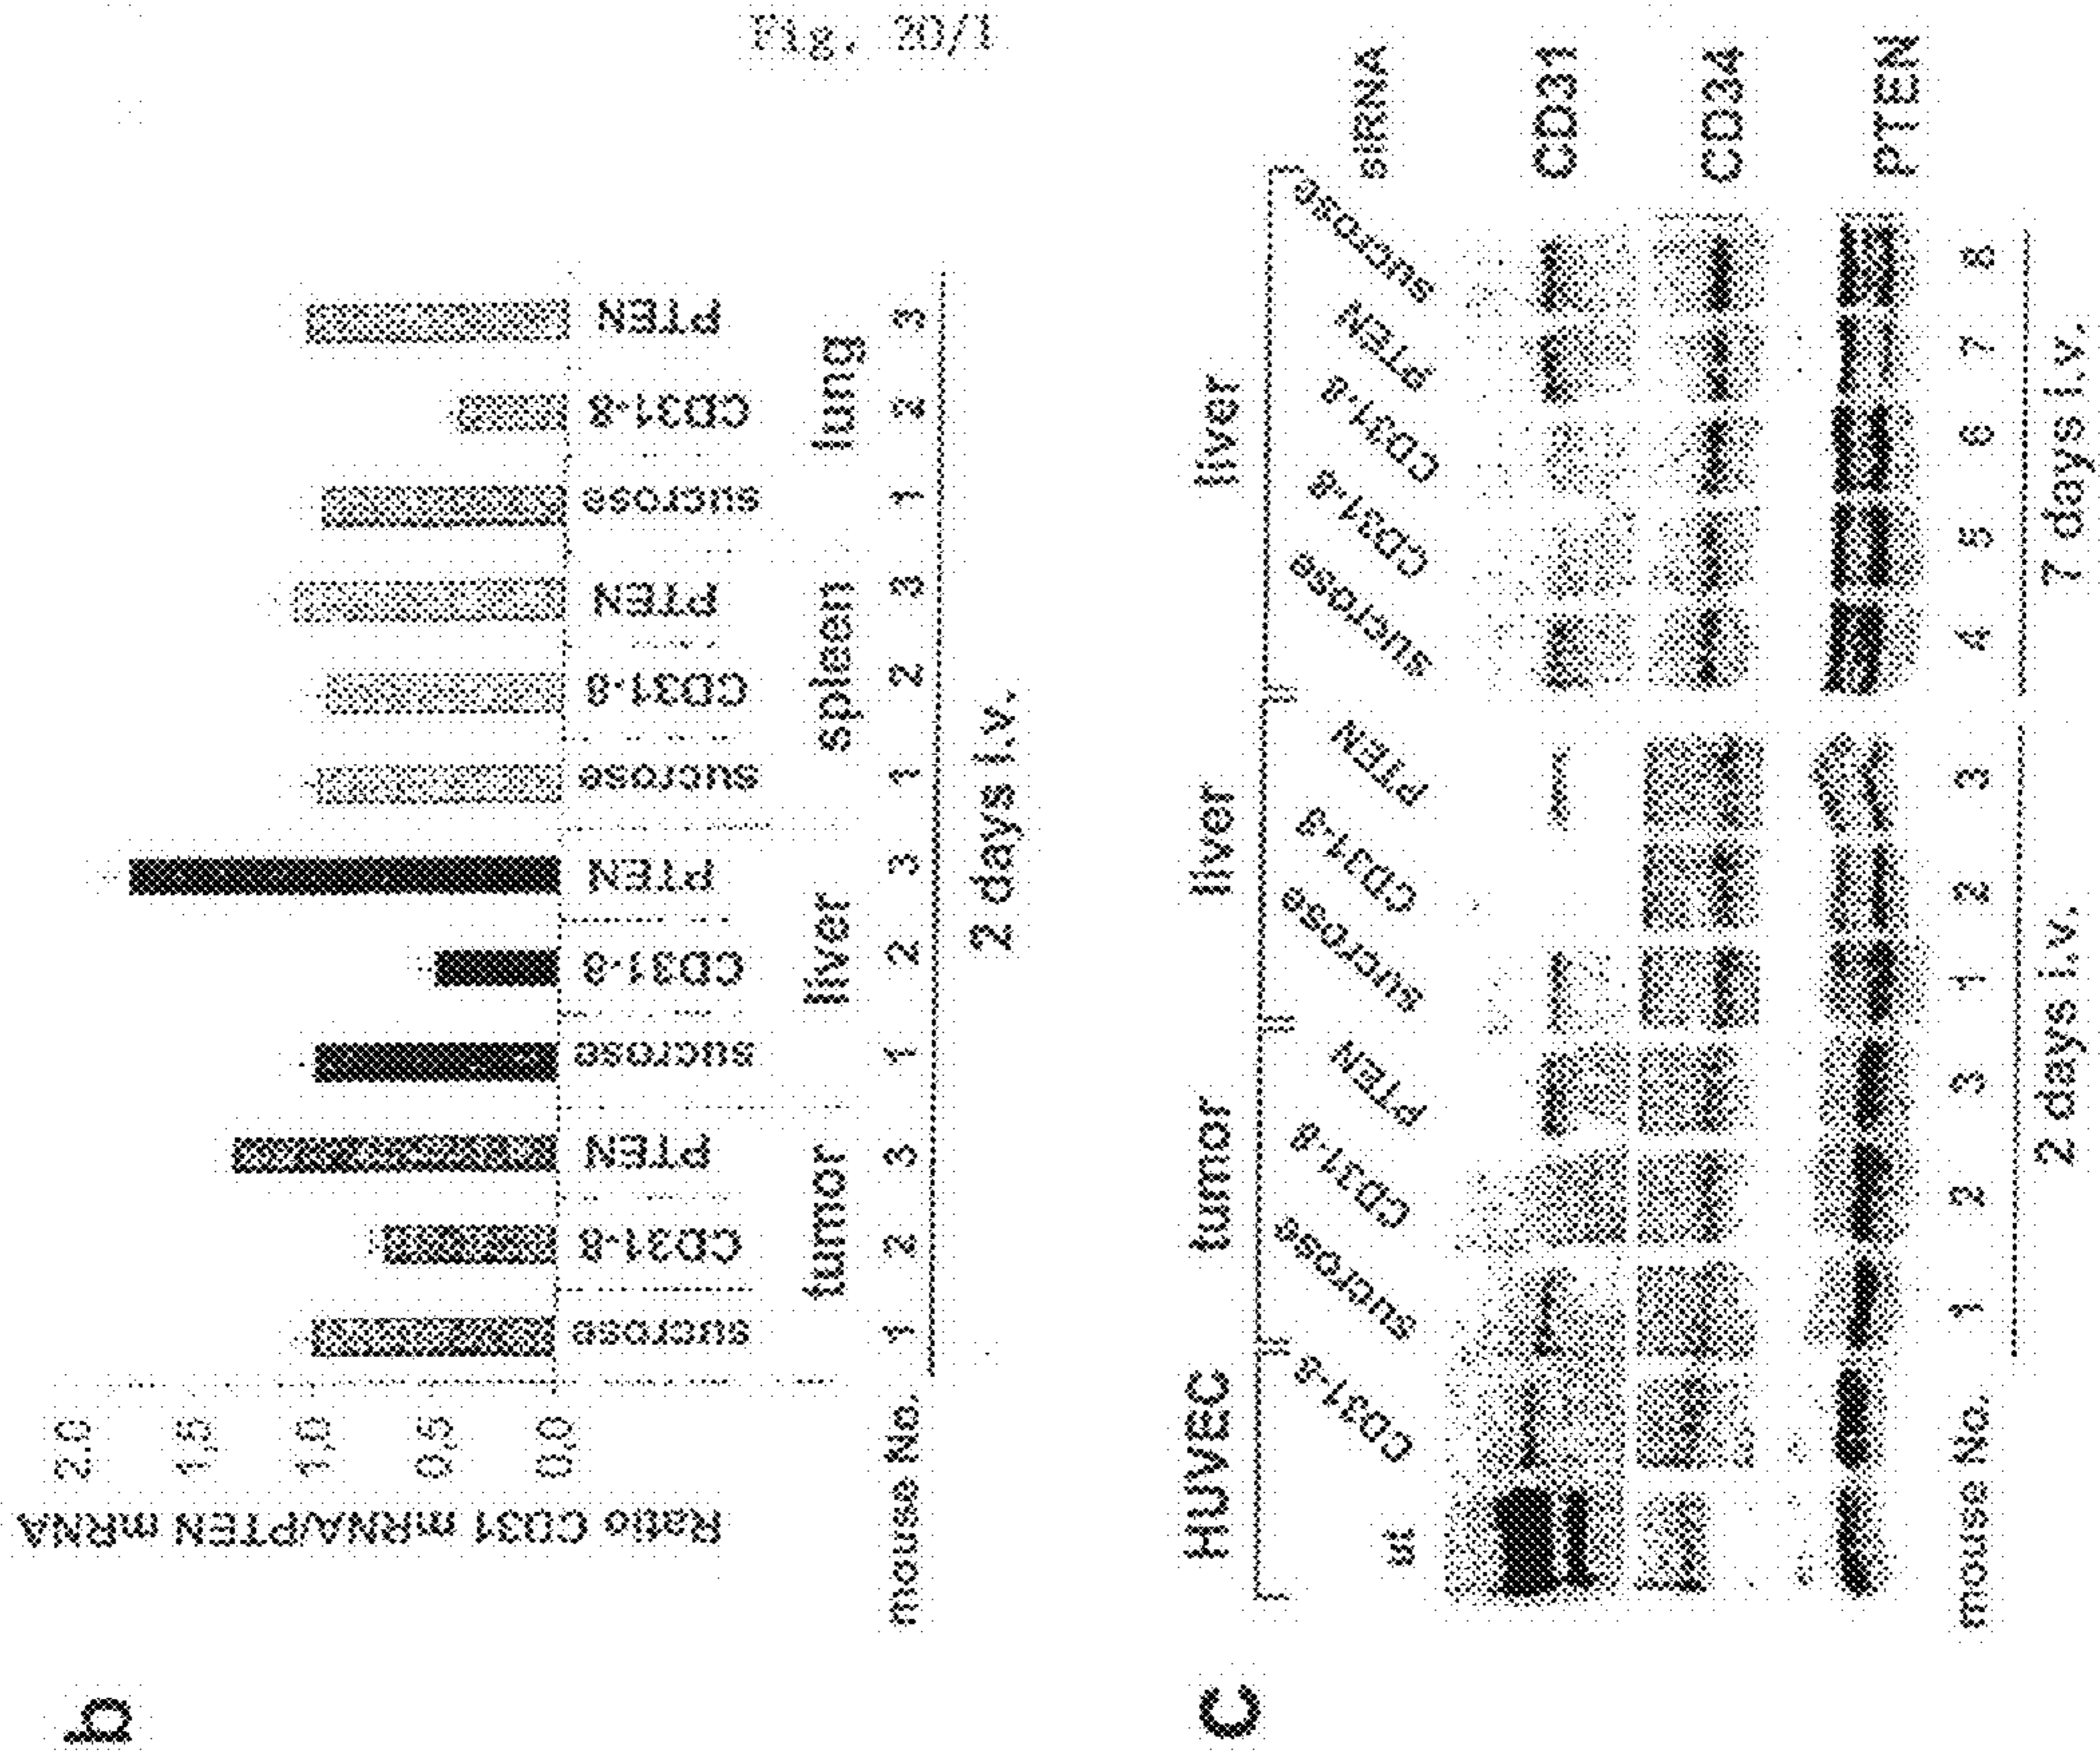 Fig. 20/1
b
Ratio CD31 mRNA/PTEN mRNA
2.0
1.5
1.0
0.5
0.0
sucrose CD31-8 PTEN sucrose CD31-8 PTEN sucrose CD31-8 PTEN sucrose CD31-8 PTEN
tumor liver spleen lung
mouse No. 1 2 3 1 2 3 1 2 3 1 2 3
2 days i.v.
c
HUVEC tumor liver liver
ut CD31-8 sucrose CD31-8 PTEN sucrose CD31-8 PTEN sucrose CD31-8 CD31-8 PTEN sucrose siRNA
CD31
CD34
PTEN
mouse No. 1 2 3 1 2 3 4 5 6 7 8
2 days i.v. 7 days i.v.